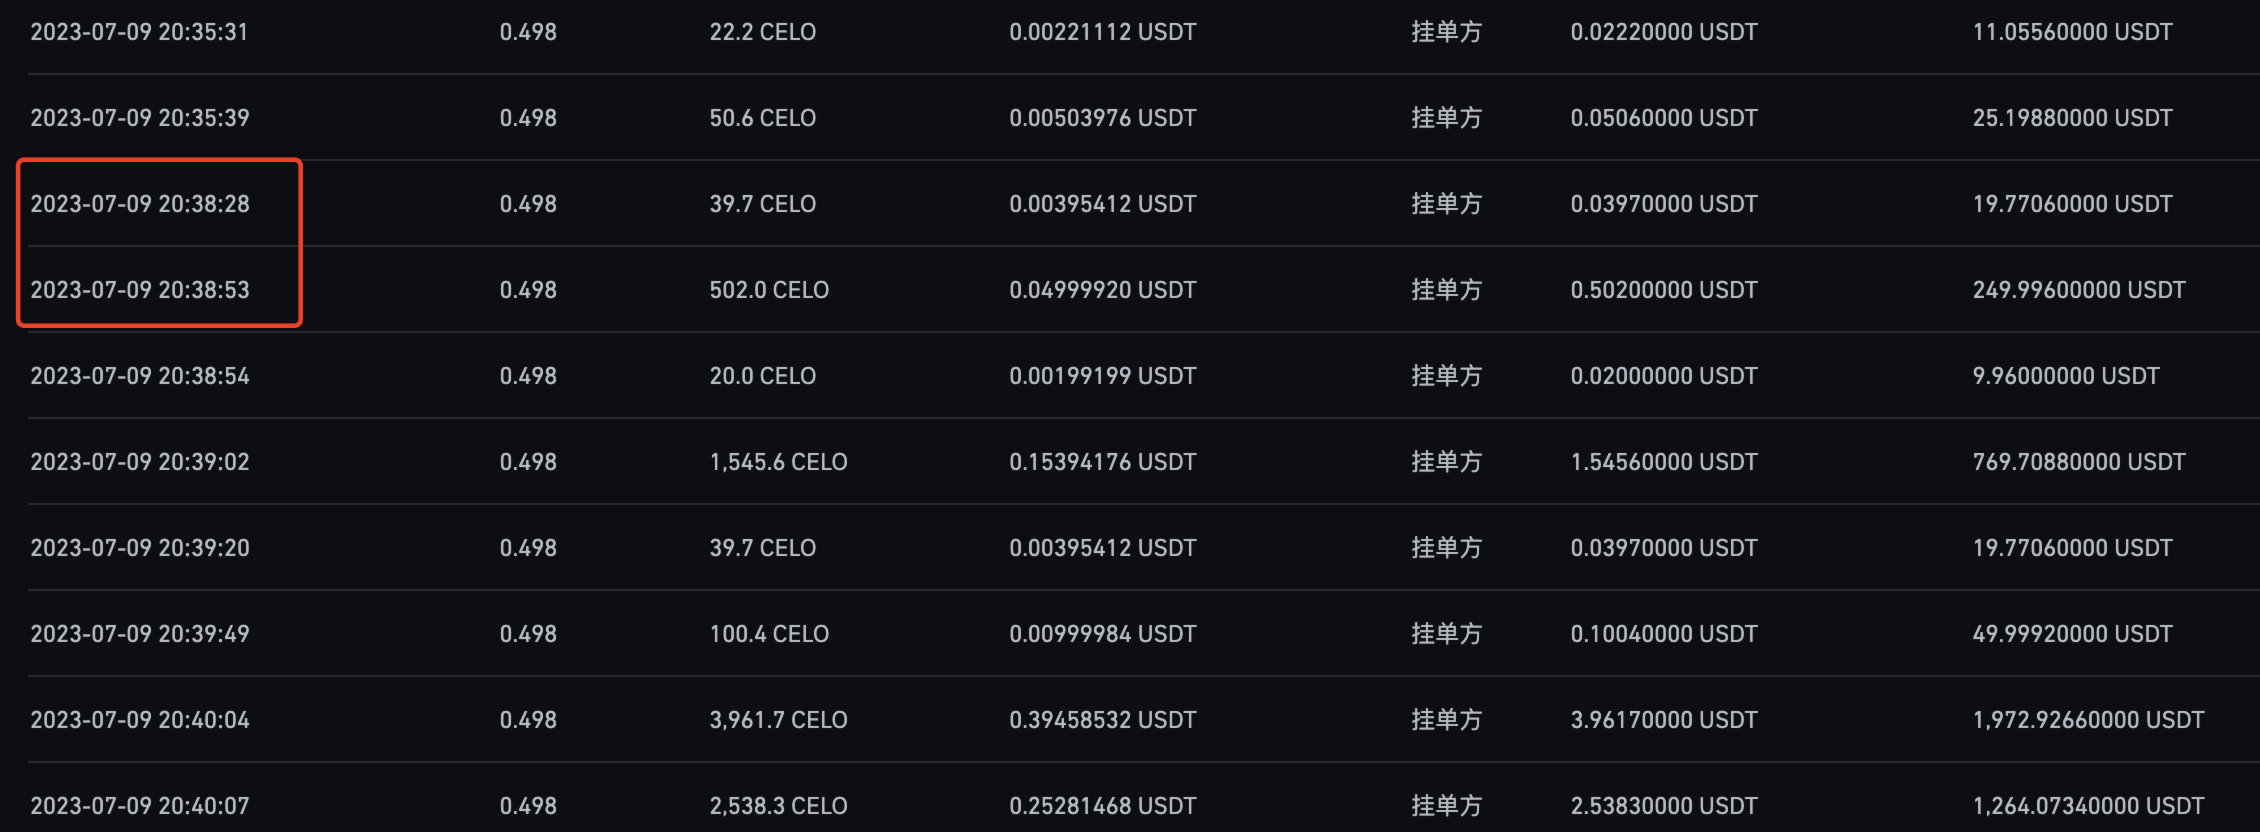 2023-07-09 20:35:31 0.498 22.2 CELO 0.00221112 USDT 挂单方 0.02220000 USDT 11.05560000 USDT
2023-07-09 20:35:39 0.498 50.6 CELO 0.00503976 USDT 挂单方 0.05060000 USDT 25.19880000 USDT
2023-07-09 20:38:28 0.498 39.7 CELO 0.00395412 USDT 挂单方 0.03970000 USDT 19.77060000 USDT
2023-07-09 20:38:53 0.498 502.0 CELO 0.04999920 USDT 挂单方 0.50200000 USDT 249.99600000 USDT
2023-07-09 20:38:54 0.498 20.0 CELO 0.00199199 USDT 挂单方 0.02000000 USDT 9.96000000 USDT
2023-07-09 20:39:02 0.498 1,545.6 CELO 0.15394176 USDT 挂单方 1.54560000 USDT 769.70880000 USDT
2023-07-09 20:39:20 0.498 39.7 CELO 0.00395412 USDT 挂单方 0.03970000 USDT 19.77060000 USDT
2023-07-09 20:39:49 0.498 100.4 CELO 0.00999984 USDT 挂单方 0.10040000 USDT 49.99920000 USDT
2023-07-09 20:40:04 0.498 3,961.7 CELO 0.39458532 USDT 挂单方 3.96170000 USDT 1,972.92660000 USDT
2023-07-09 20:40:07 0.498 2,538.3 CELO 0.25281468 USDT 挂单方 2.53830000 USDT 1,264.07340000 USDT